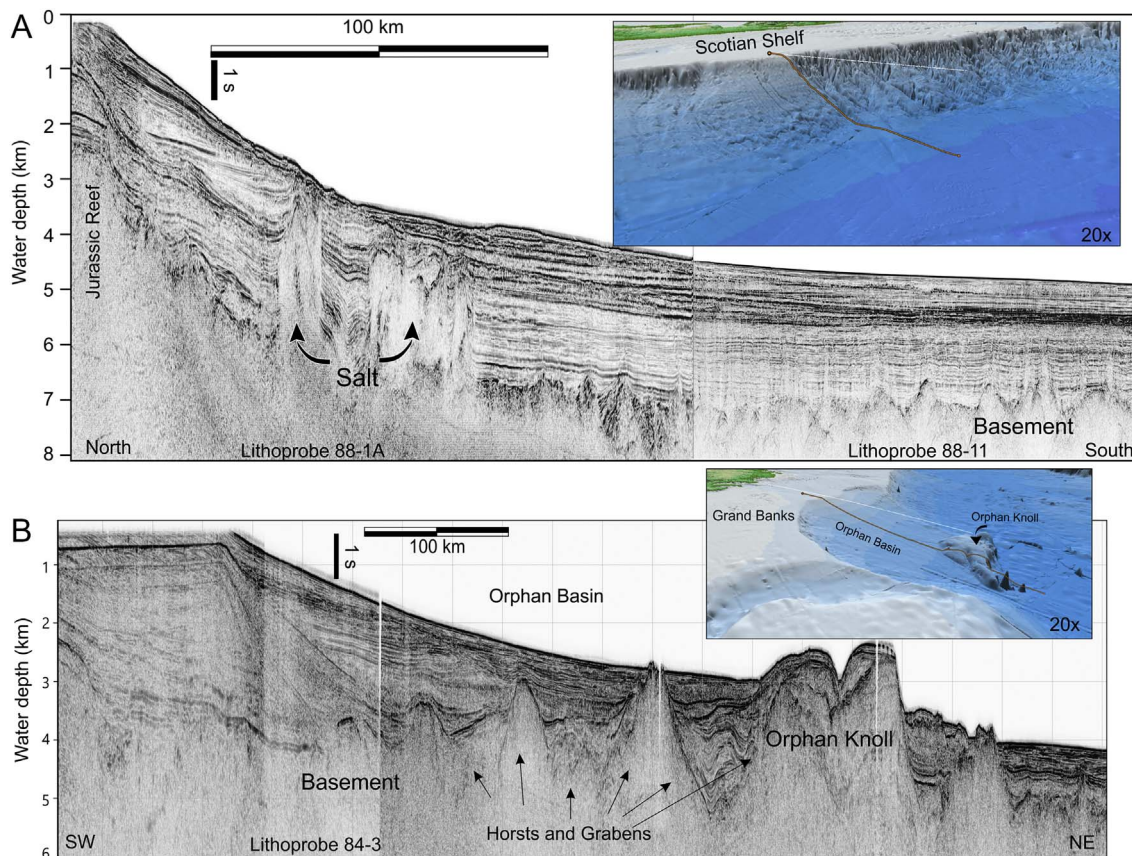 A
0
1
2
3
4
5
6
7
8
Water depth (km)
100 km
1 s
Jurassic Reef
Salt
Basement
North
Lithoprobe 88-1A
Lithoprobe 88-11
South
Scotian Shelf
20x
B
1
2
3
4
5
6
Water depth (km)
1 s
100 km
Orphan Basin
Orphan Knoll
Basement
Horsts and Grabens
SW
Lithoprobe 84-3
NE
Grand Banks
Orphan Basin
Orphan Knoll
20x